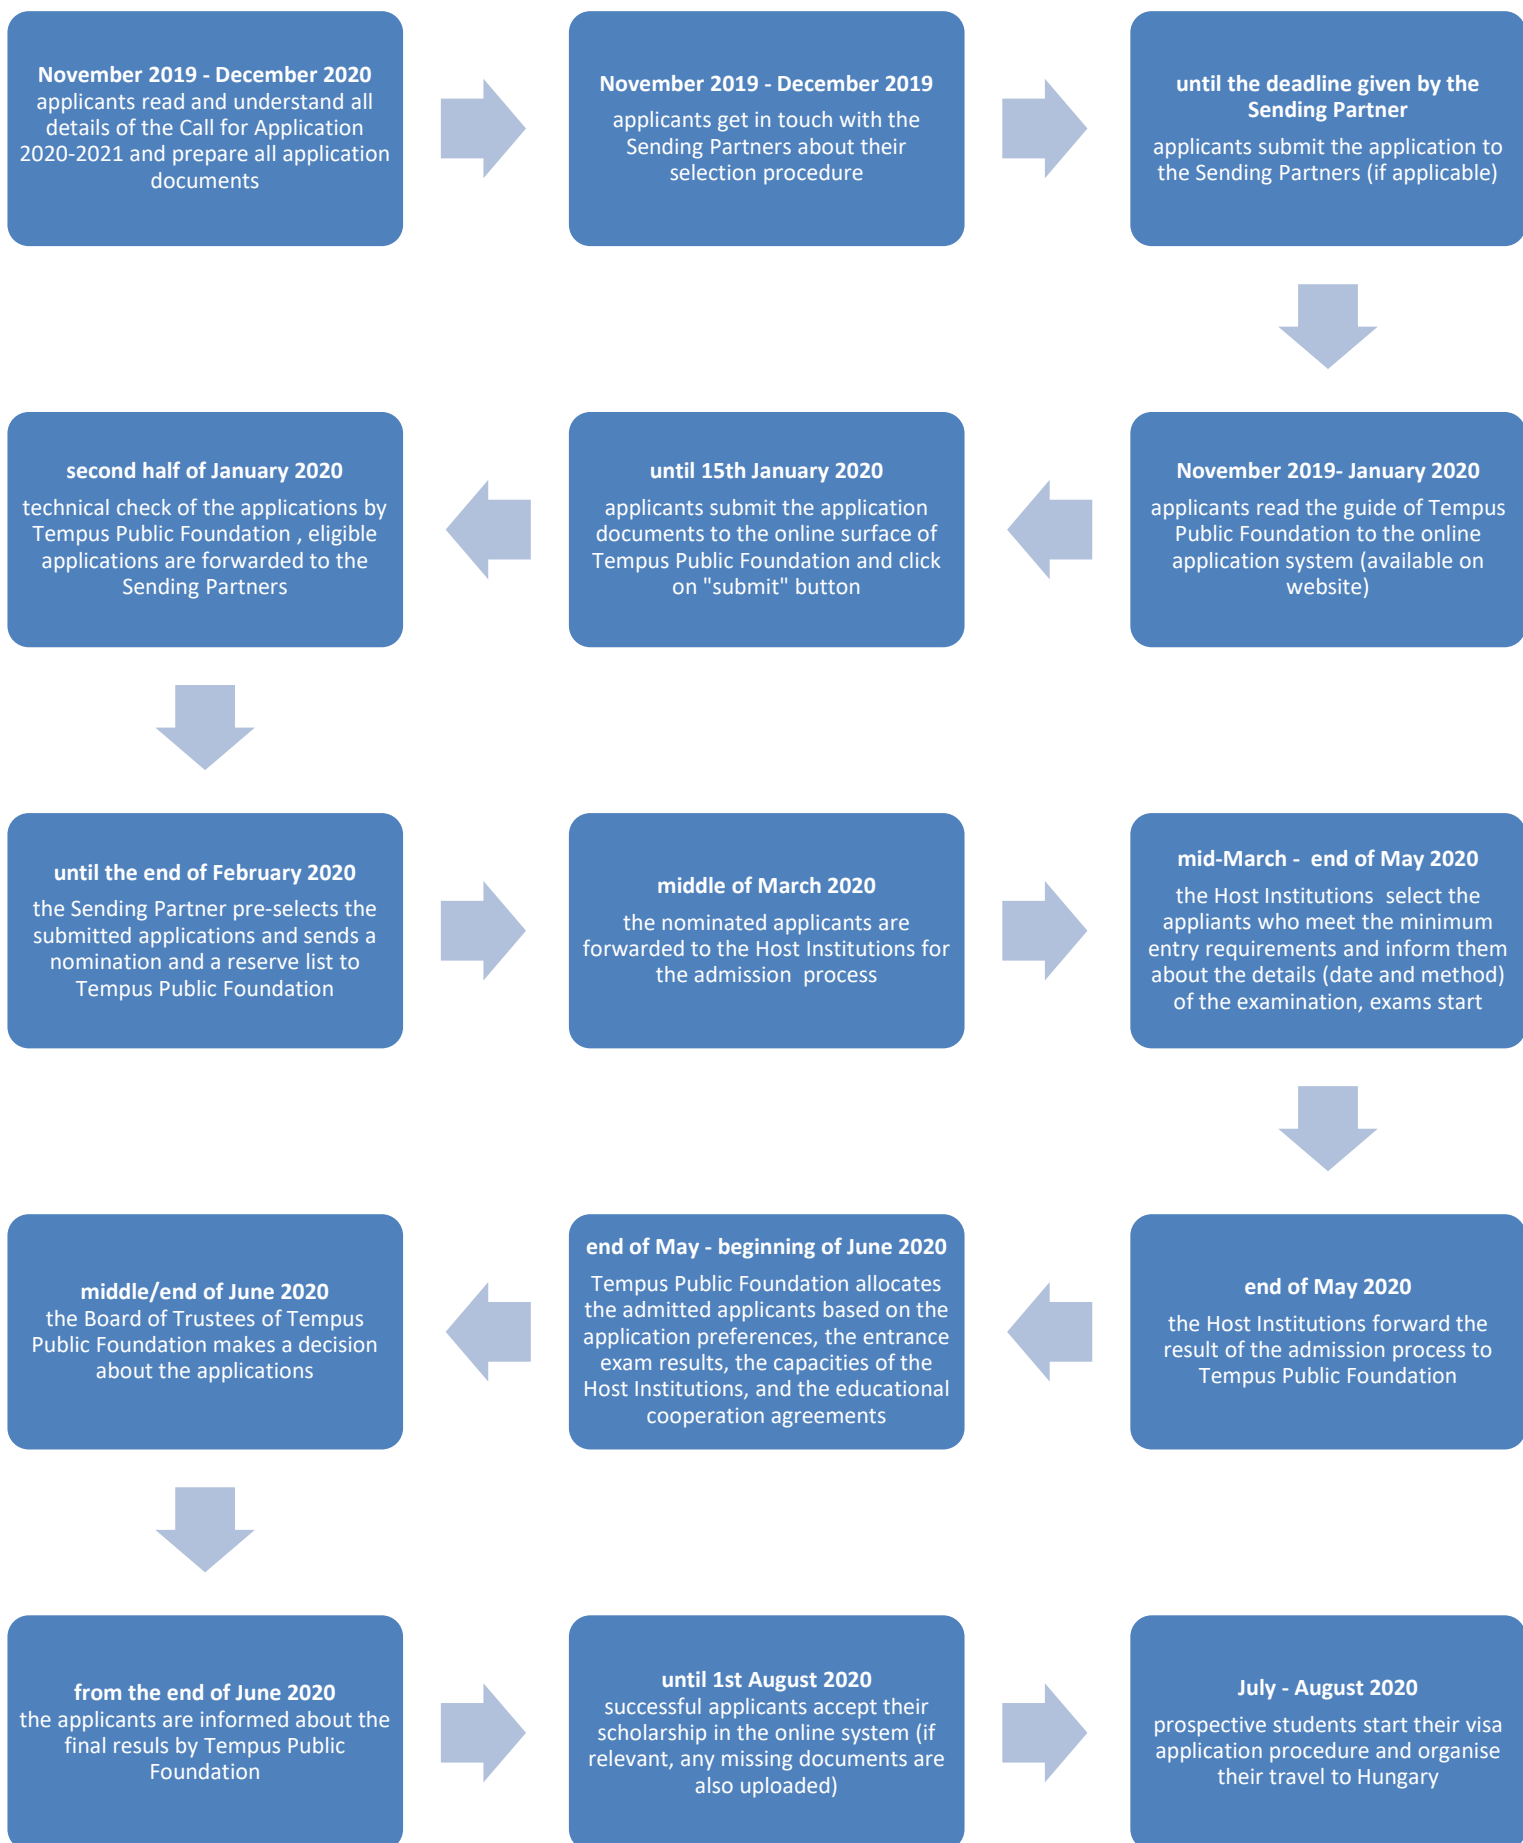 November 2019 - December 2020
applicants read and understand all
details of the Call for Application
2020-2021 and prepare all application
documents
November 2019 - December 2019
applicants get in touch with the
Sending Partners about their
selection procedure
until the deadline given by the
Sending Partner
applicants submit the application to
the Sending Partners (if applicable)
November 2019- January 2020
applicants read the guide of Tempus
Public Foundation to the online
application system (available on
website)
until 15th January 2020
applicants submit the application
documents to the online surface of
Tempus Public Foundation and click
on "submit" button
second half of January 2020
technical check of the applications by
Tempus Public Foundation , eligible
applications are forwarded to the
Sending Partners
until the end of February 2020
the Sending Partner pre-selects the
submitted applications and sends a
nomination and a reserve list to
Tempus Public Foundation
middle of March 2020
the nominated applicants are
forwarded to the Host Institutions for
the admission process
mid-March - end of May 2020
the Host Institutions select the
appliants who meet the minimum
entry requirements and inform them
about the details (date and method)
of the examination, exams start
end of May 2020
the Host Institutions forward the
result of the admission process to
Tempus Public Foundation
end of May - beginning of June 2020
Tempus Public Foundation allocates
the admitted applicants based on the
application preferences, the entrance
exam results, the capacities of the
Host Institutions, and the educational
cooperation agreements
middle/end of June 2020
the Board of Trustees of Tempus
Public Foundation makes a decision
about the applications
from the end of June 2020
the applicants are informed about the
final resuls by Tempus Public
Foundation
until 1st August 2020
successful applicants accept their
scholarship in the online system (if
relevant, any missing documents are
also uploaded)
July - August 2020
prospective students start their visa
application procedure and organise
their travel to Hungary